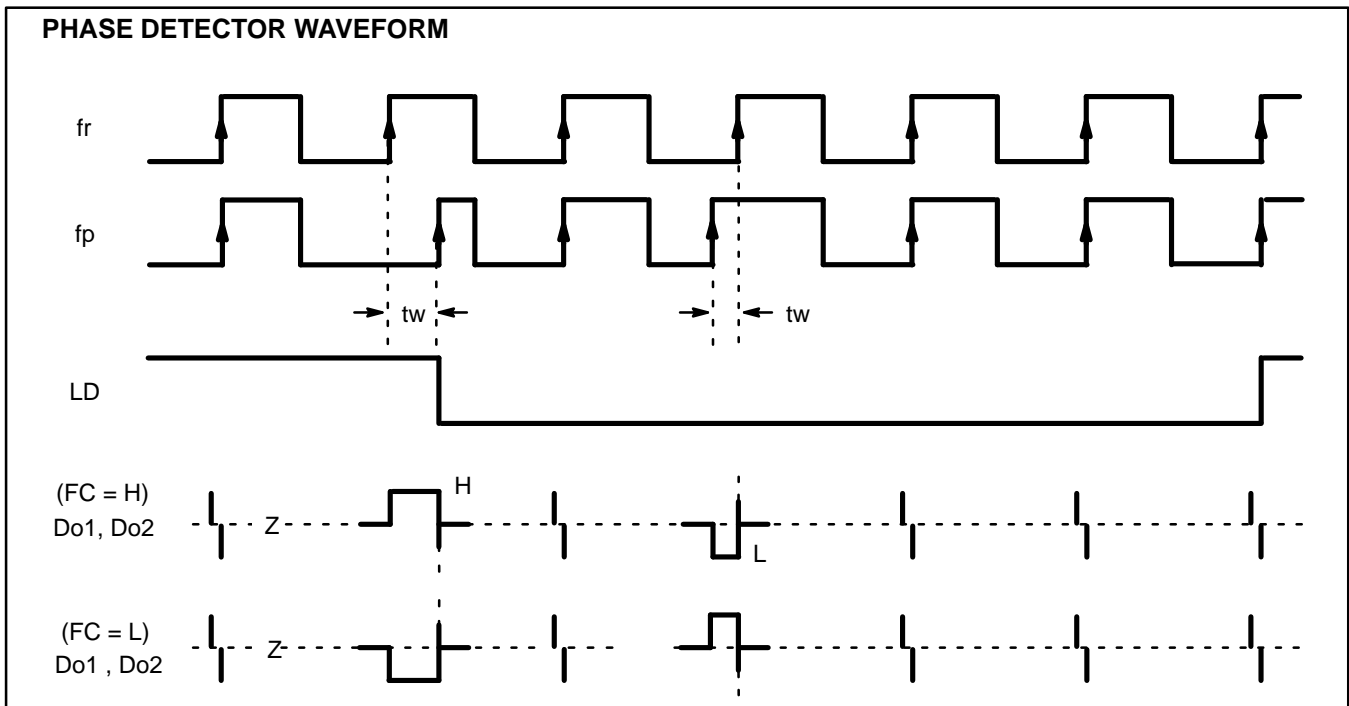 PHASE DETECTOR WAVEFORM
fr
fp
tw
tw
LD
(FC = H)
Do1, Do2
Z
H
L
(FC = L)
Do1 , Do2
Z